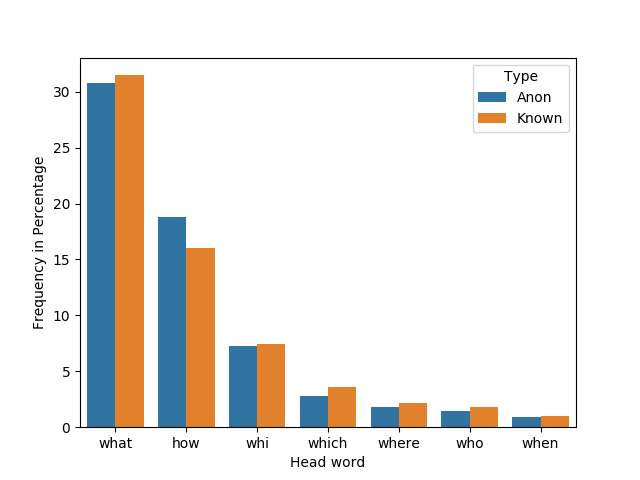 Type
Anon
Known
30
25
20
15
10
5
0
Frequency in Percentage
what how whi which where who when
Head word